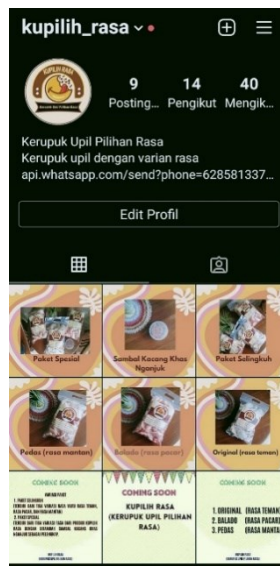 kupilih_rasa
9 14 40
Posting... Pengikut Mengik...
Kerupuk Upil Pilihan Rasa
Kerupuk upil dengan varian rasa
api.whatsapp.com/send?phone=628581337...
Edit Profil
Paket Spesial
Sambal Kacang Khas Nganjuk
Paket Selingkuh
Pedas (rasa mantan)
Balado (rasa pacar)
Original (rasa teman)
COMING SOON
COMING SOON
KUPILIH RASA
(KERUPUK UPIL PILIHAN
RASA)
COMING SOON
1. ORIGINAL (RASA TEMAN)
2. BALADO (RASA PACAR)
3. PEDAS (RASA MANTAN)